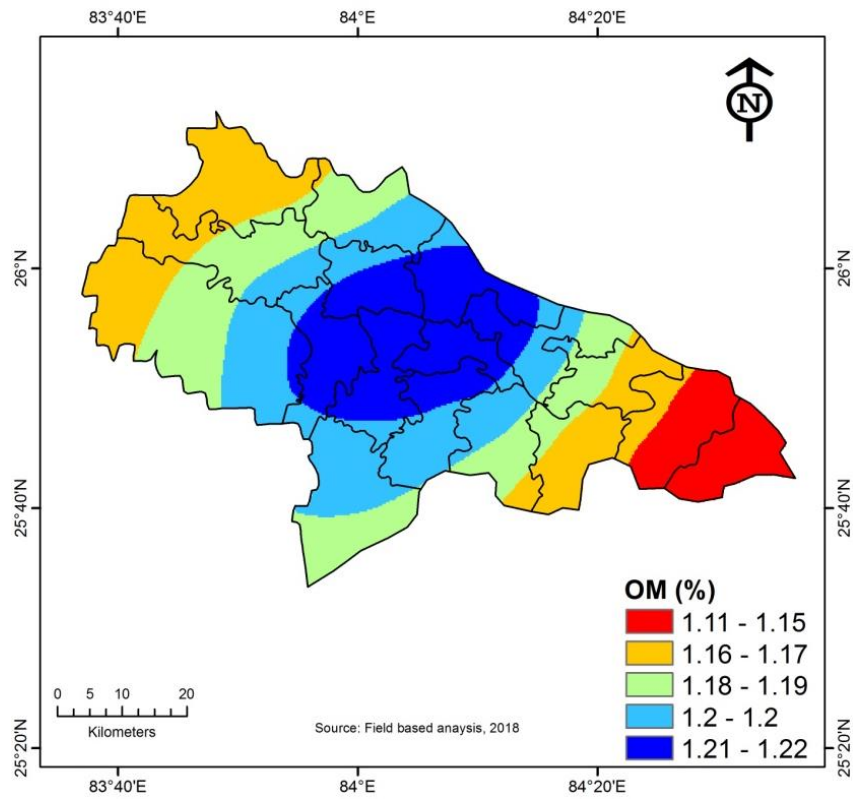 83°40'E 84°0'E 84°20'E
N
26°N 26°N
25°40'N 25°40'N
OM (%)
1.11 - 1.15
1.16 - 1.17
1.18 - 1.19
1.2 - 1.2
1.21 - 1.22
0 5 10 20
Kilometers
Source: Field based anaysis, 2018
25°20'N 25°20'N
83°40'E 84°E 84°20'E